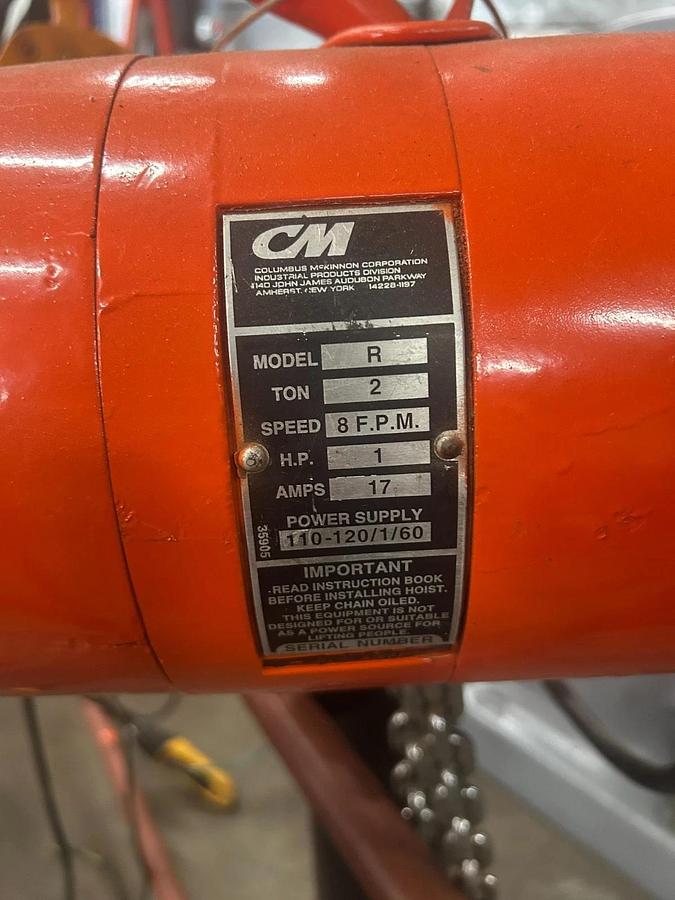 CM
COLUMBUS McKINNON CORPORATION
INDUSTRIAL PRODUCTS DIVISION
1140 JOHN JAMES AUDUBON PARKWAY
AMHERST, NEW YORK 14228-1197
MODEL R
TON 2
SPEED 8 F.P.M.
H.P. 1
AMPS 17
POWER SUPPLY
110-120/1/60
35905
IMPORTANT
·READ INSTRUCTION BOOK
BEFORE INSTALLING HOIST.
KEEP CHAIN OILED.
THIS EQUIPMENT IS NOT
DESIGNED FOR OR SUITABLE
AS A POWER SOURCE FOR
LIFTING PEOPLE.
SERIAL NUMBER